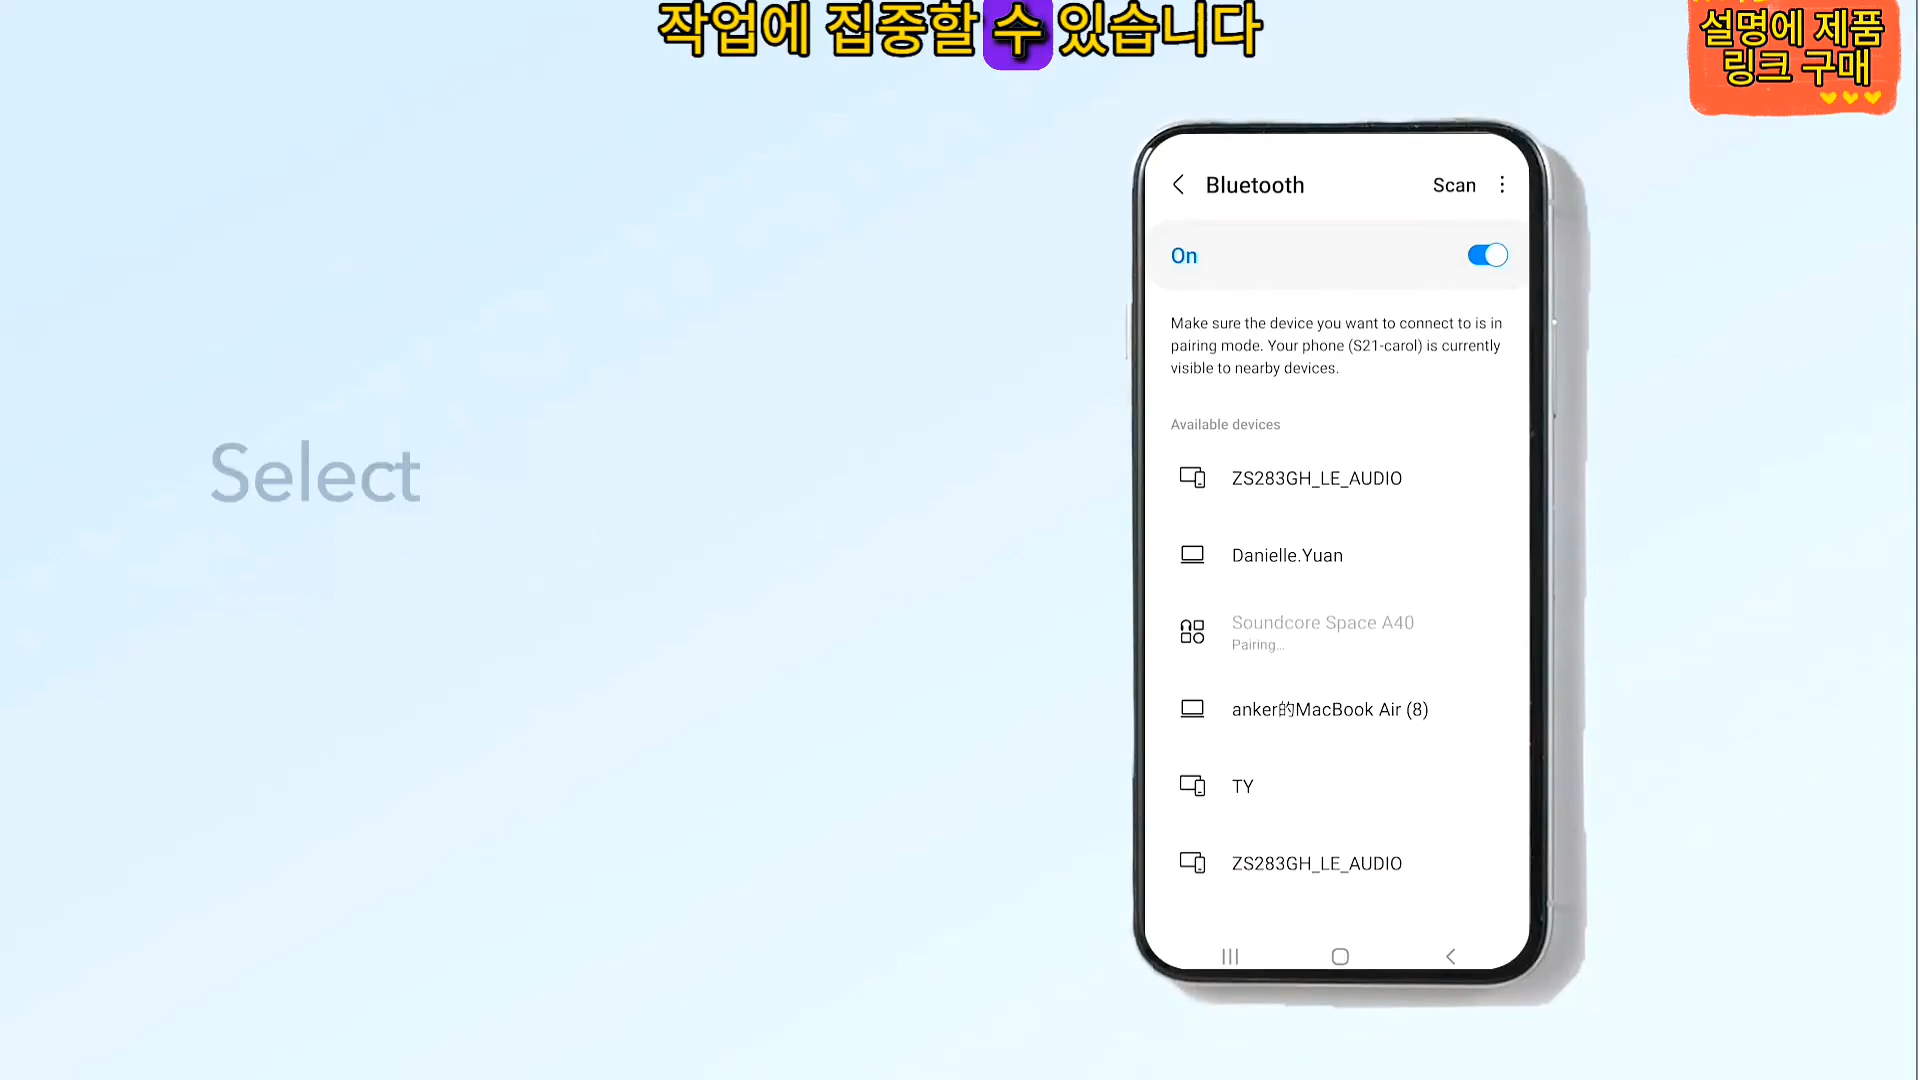 작업에 집중할 수 있습니다
설명에 제품
링크 구매
Bluetooth
Scan
On
Make sure the device you want to connect to is in
pairing mode. Your phone (S21-carol) is currently
visible to nearby devices.
Available devices
Select
ZS283GH_LE_AUDIO
Danielle.Yuan
Soundcore Space A40
Pairing...
anker的MacBook Air (8)
TY
ZS283GH_LE_AUDIO